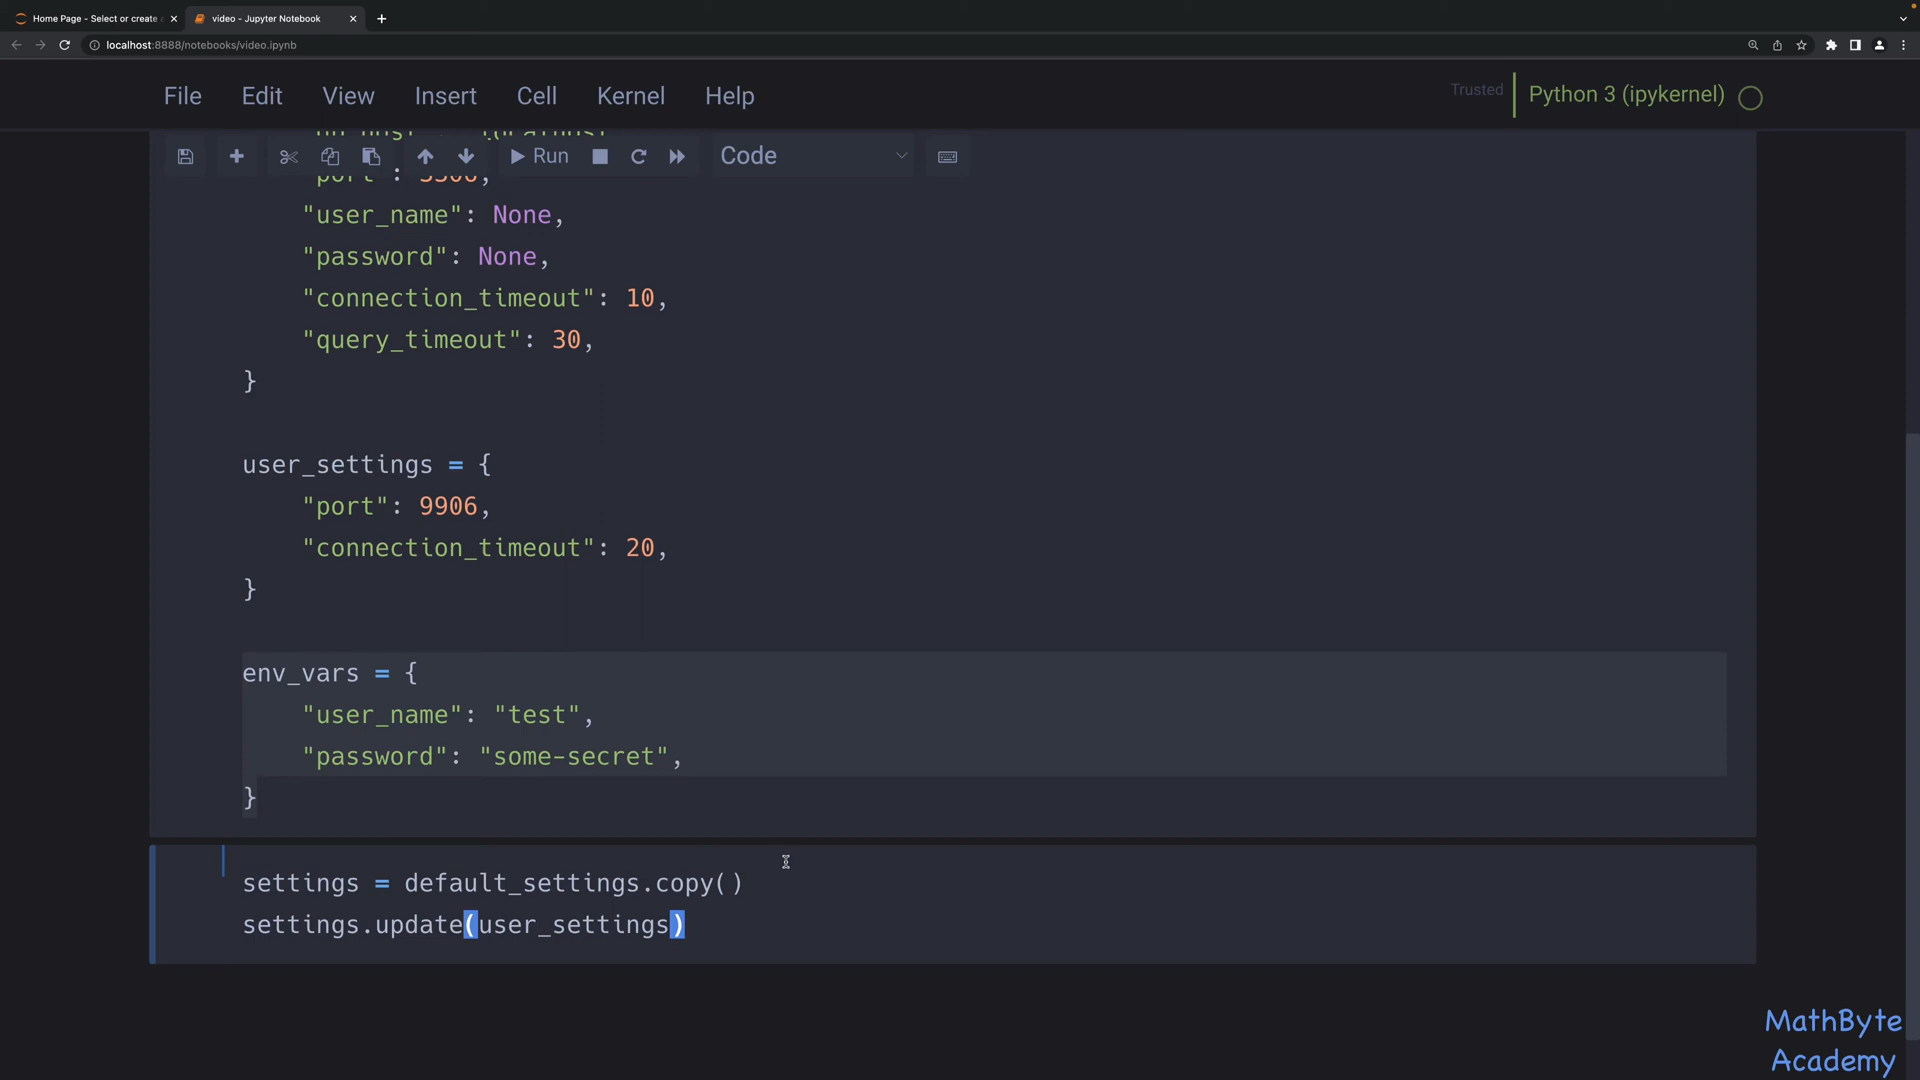 Home Page - Select or create a
video - Jupyter Notebook
localhost:8888/notebooks/video.ipynb
File Edit View Insert Cell Kernel Help
Trusted
Python 3 (ipykernel)
Run
Code
"port": 3306,
"user_name": None,
"password": None,
"connection_timeout": 10,
"query_timeout": 30,
}
user_settings = {
"port": 9906,
"connection_timeout": 20,
}
env_vars = {
"user_name": "test",
"password": "some-secret",
}
settings = default_settings.copy()
settings.update(user_settings)
MathByte
Academy